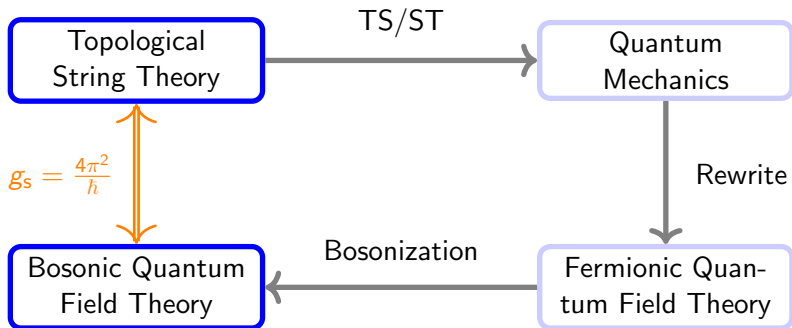 TS/ST
Topological
String Theory
Quantum
Mechanics
g_s = 4π²/ħ
Rewrite
Bosonization
Bosonic Quantum
Field Theory
Fermionic Quan-
tum Field Theory